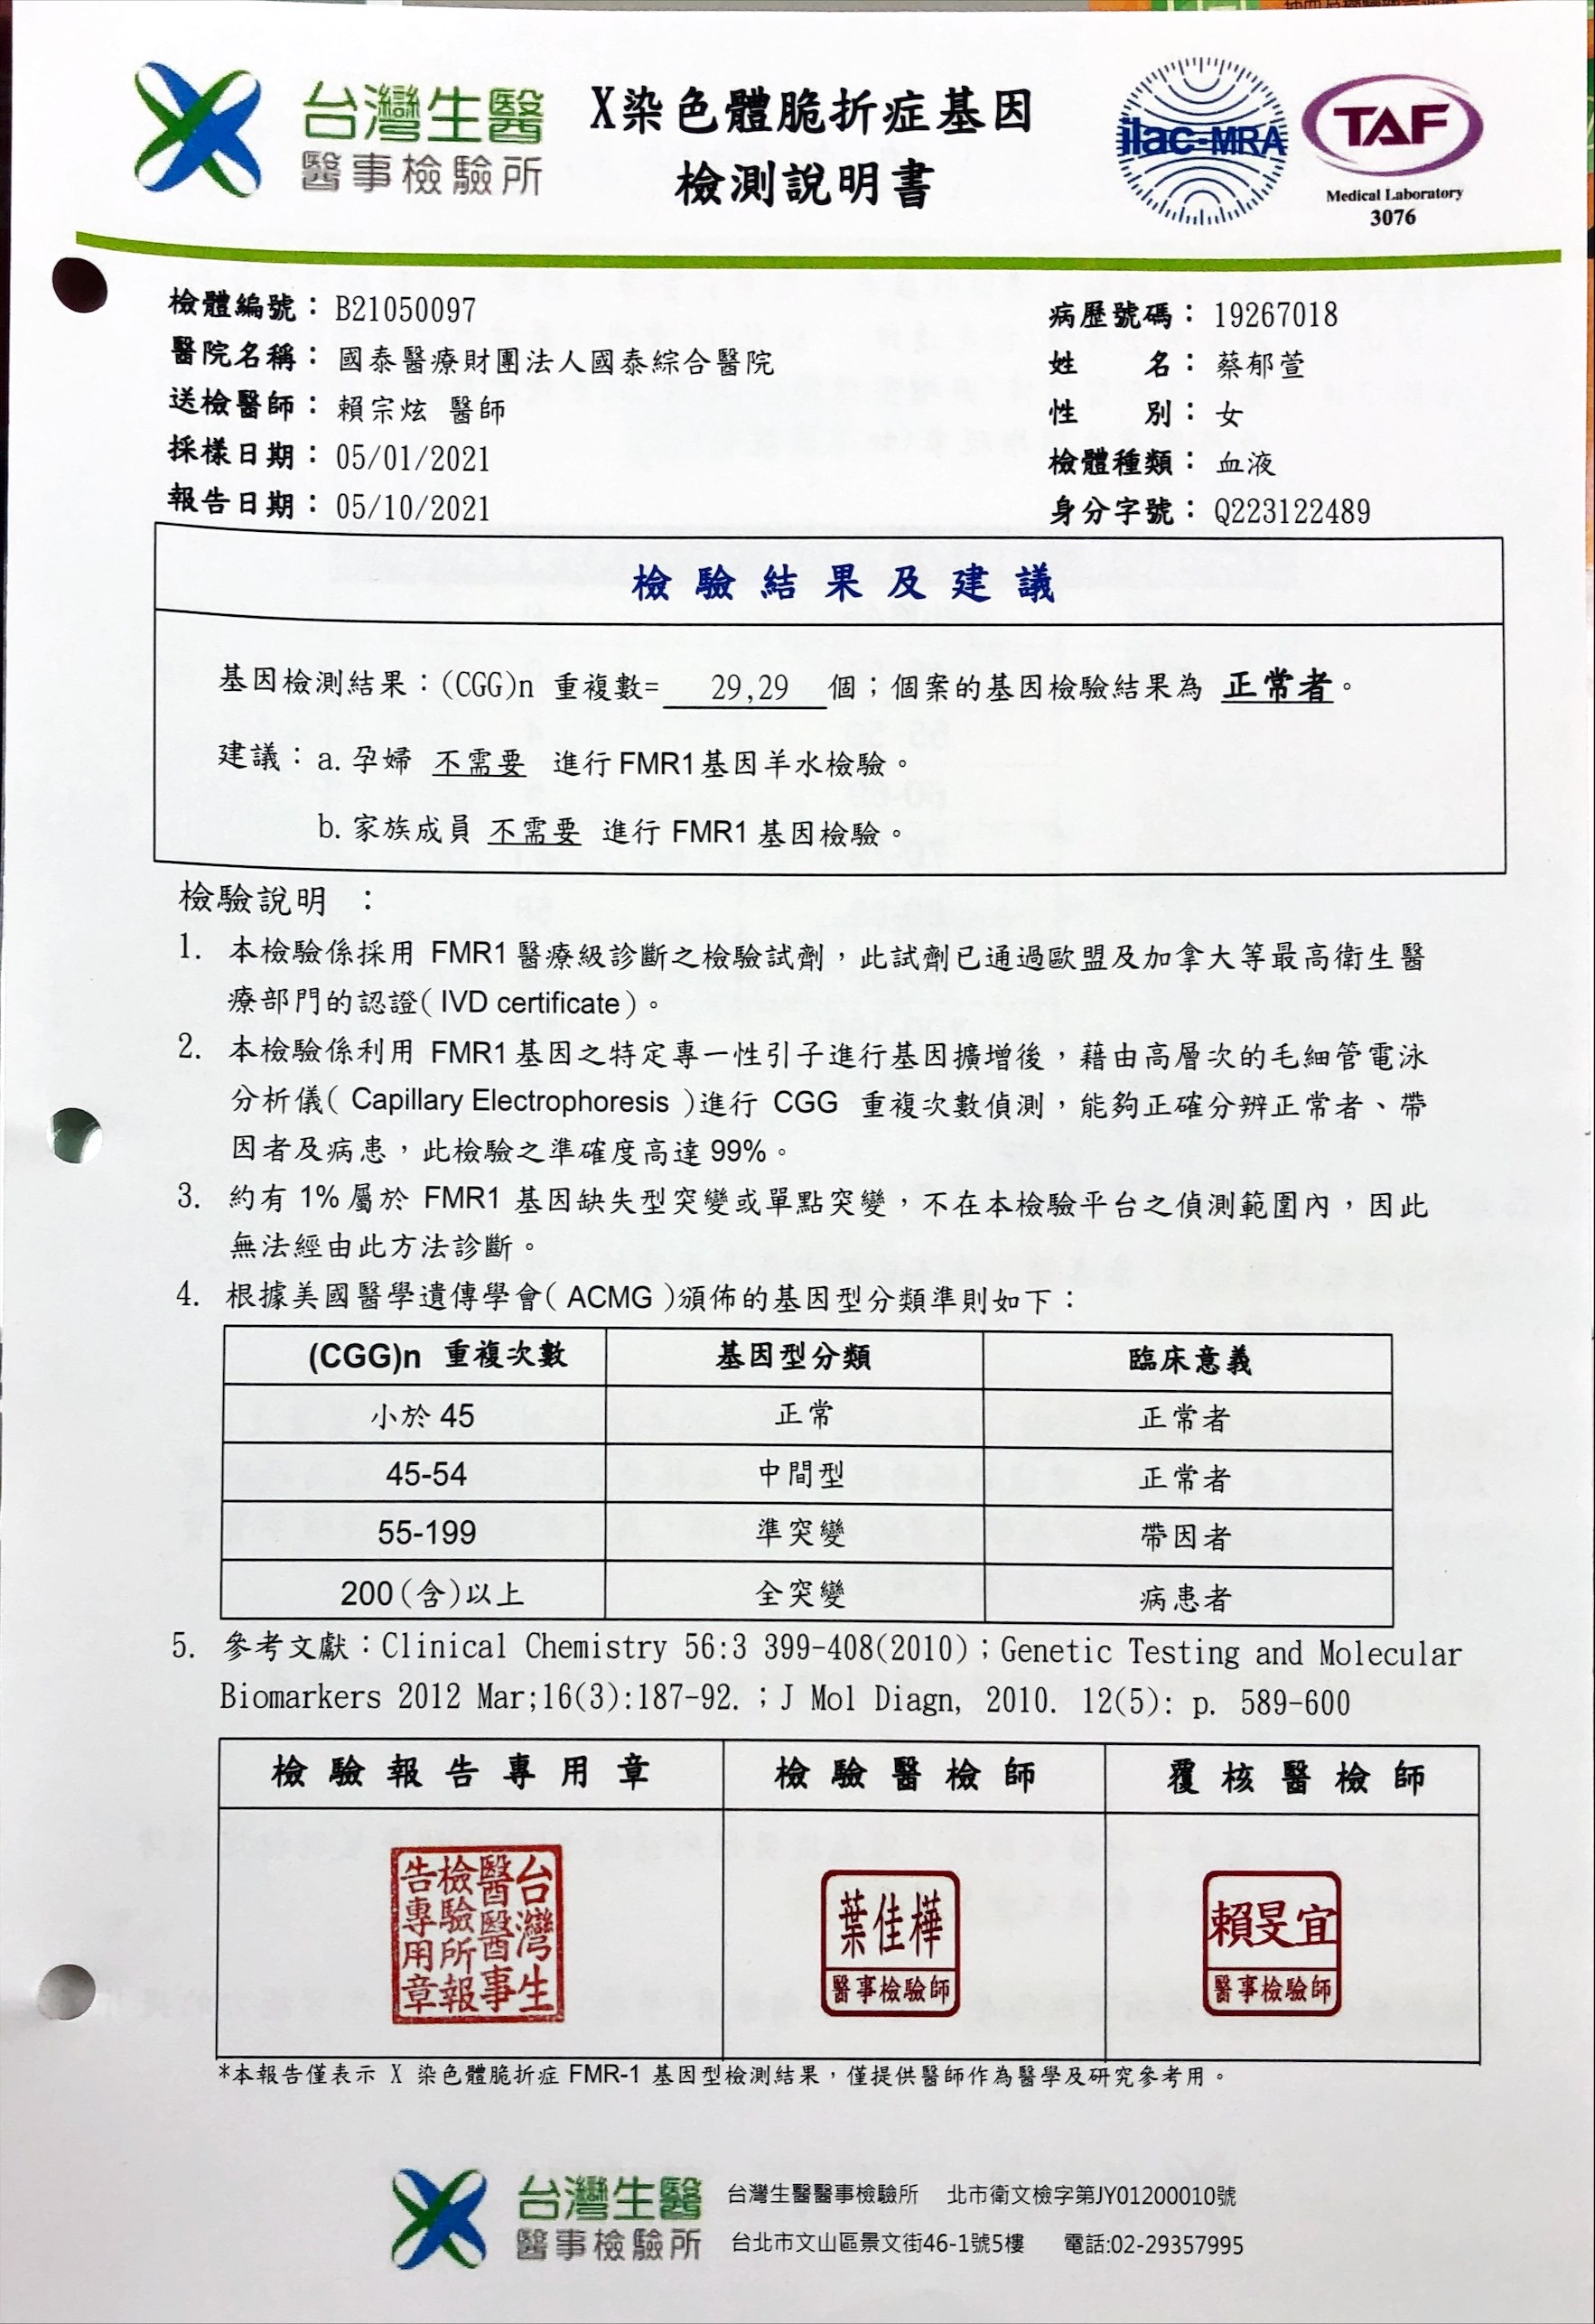 台灣生醫
醫事檢驗所
X染色體脆折症基因
檢測說明書
ilac-MRA
TAF
Medical Laboratory
3076
檢體編號：B21050097
病歷號碼：19267018
醫院名稱：國泰醫療財團法人國泰綜合醫院
姓 名：蔡郁萱
送檢醫師：賴宗炫 醫師
性 別：女
採樣日期：05/01/2021
檢體種類：血液
報告日期：05/10/2021
身分字號：Q223122489
檢驗結果及建議
基因檢測結果：(CGG)n 重複數= 29,29 個；個案的基因檢驗結果為 正常者。
建議：a. 孕婦 不需要 進行 FMR1 基因羊水檢驗。
b. 家族成員 不需要 進行 FMR1 基因檢驗。
檢驗說明 ：
1. 本檢驗係採用 FMR1 醫療級診斷之檢驗試劑，此試劑已通過歐盟及加拿大等最高衛生醫
療部門的認證( IVD certificate )。
2. 本檢驗係利用 FMR1 基因之特定專一性引子進行基因擴增後，藉由高層次的毛細管電泳
分析儀( Capillary Electrophoresis )進行 CGG 重複次數偵測，能夠正確分辨正常者、帶
因者及病患，此檢驗之準確度高達 99%。
3. 約有 1% 屬於 FMR1 基因缺失型突變或單點突變，不在本檢驗平台之偵測範圍內，因此
無法經由此方法診斷。
4. 根據美國醫學遺傳學會( ACMG )頒佈的基因型分類準則如下：
(CGG)n 重複次數 基因型分類 臨床意義
小於 45 正常 正常者
45-54 中間型 正常者
55-199 準突變 帶因者
200(含)以上 全突變 病患者
5. 參考文獻：Clinical Chemistry 56:3 399-408(2010)；Genetic Testing and Molecular
Biomarkers 2012 Mar;16(3):187-92.；J Mol Diagn, 2010. 12(5): p. 589-600
檢驗報告專用章 檢驗醫檢師 覆核醫檢師
台灣生
醫醫事
檢驗所報
告專用章
葉佳樺
醫事檢驗師
賴旻宜
醫事檢驗師
*本報告僅表示 X 染色體脆折症 FMR-1 基因型檢測結果，僅提供醫師作為醫學及研究參考用。
台灣生醫
醫事檢驗所
台灣生醫醫事檢驗所 北市衛文檢字第JY01200010號
台北市文山區景文街46-1號5樓 電話:02-29357995